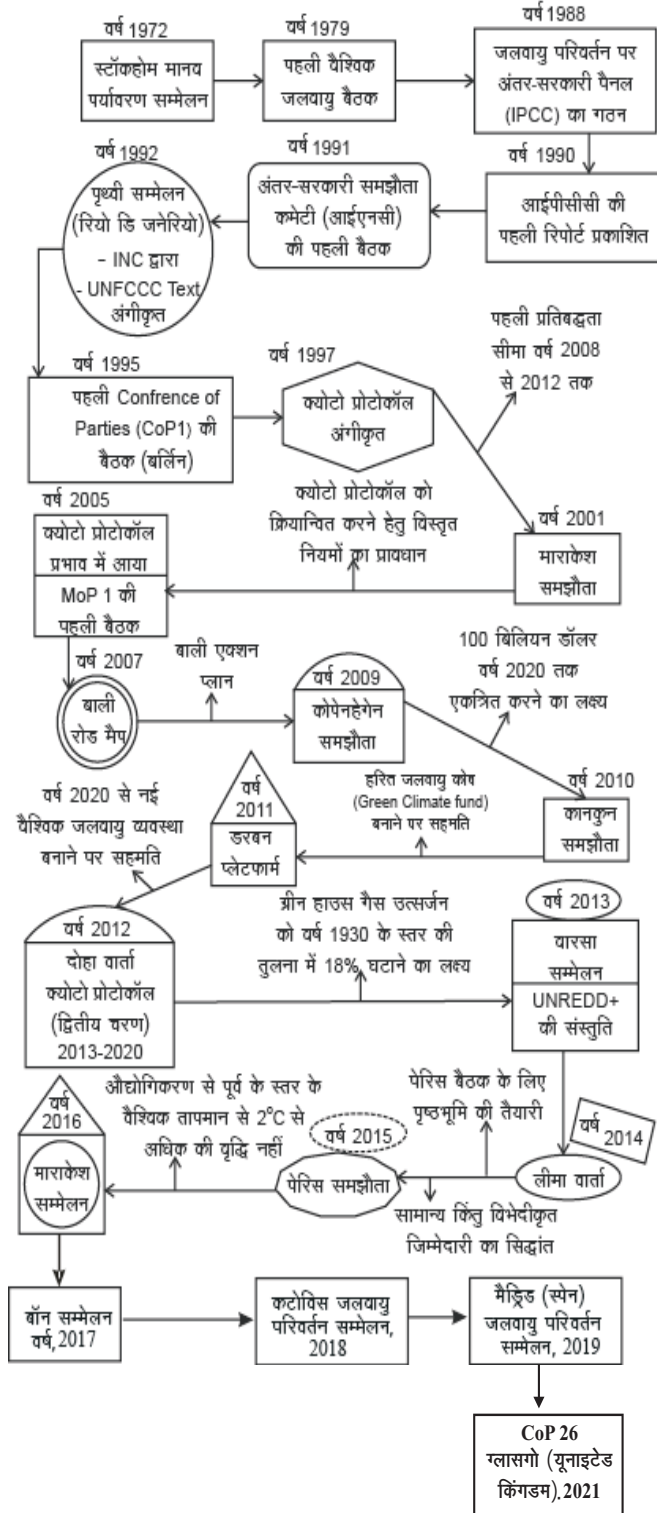 वर्ष 1972
स्टॉकहोम मानव
पर्यावरण सम्मेलन
वर्ष 1979
पहली वैश्विक
जलवायु बैठक
वर्ष 1988
जलवायु परिवर्तन पर
अंतर-सरकारी पैनल
(IPCC) का गठन
वर्ष 1990
आईपीसीसी की
पहली रिपोर्ट प्रकाशित
वर्ष 1991
अंतर-सरकारी समझौता
कमेटी (आईएनसी)
की पहली बैठक
वर्ष 1992
पृथ्वी सम्मेलन
(रियो डि जनेरियो)
- INC द्वारा
- UNFCCC Text
अंगीकृत
वर्ष 1995
पहली Confrence of
Parties (CoP1) की
बैठक (बर्लिन)
वर्ष 1997
क्योटो प्रोटोकॉल
अंगीकृत
पहली प्रतिबद्धता
सीमा वर्ष 2008
से 2012 तक
वर्ष 2001
माराकेश
समझौता
क्योटो प्रोटोकॉल को
क्रियान्वित करने हेतु विस्तृत
नियमों का प्रावधान
वर्ष 2005
क्योटो प्रोटोकॉल
प्रभाव में आया
MoP 1 की
पहली बैठक
वर्ष 2007
बाली
रोड मैप
बाली एक्शन
प्लान
वर्ष 2009
कोपेनहेगेन
समझौता
100 बिलियन डॉलर
वर्ष 2020 तक
एकत्रित करने का लक्ष्य
वर्ष 2010
कानकुन
समझौता
हरित जलवायु कोष
(Green Climate fund)
बनाने पर सहमति
वर्ष
2011
डरबन
प्लेटफार्म
वर्ष 2020 से नई
वैश्विक जलवायु व्यवस्था
बनाने पर सहमति
वर्ष 2012
दोहा वार्ता
क्योटो प्रोटोकॉल
(द्वितीय चरण)
2013-2020
ग्रीन हाउस गैस उत्सर्जन
को वर्ष 1930 के स्तर की
तुलना में 18% घटाने का लक्ष्य
वर्ष 2013
वारसा
सम्मेलन
UNREDD+
की संस्तुति
वर्ष 2014
लीमा वार्ता
पेरिस बैठक के लिए
पृष्ठभूमि की तैयारी
सामान्य किंतु विभेदीकृत
जिम्मेदारी का सिद्धांत
वर्ष 2015
पेरिस समझौता
औद्योगिकरण से पूर्व के स्तर के
वैश्विक तापमान से 2°C से
अधिक की वृद्धि नहीं
वर्ष
2016
माराकेश
सम्मेलन
बॉन सम्मेलन
वर्ष, 2017
कटोविस जलवायु
परिवर्तन सम्मेलन,
2018
मैड्रिड (स्पेन)
जलवायु परिवर्तन
सम्मेलन, 2019
CoP 26
ग्लासगो (यूनाइटेड
किंगडम).2021